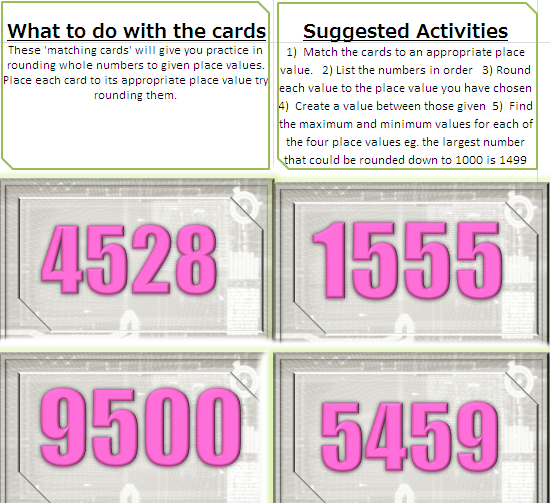 What to do with the cards
These 'matching cards' will give you practice in
rounding whole numbers to given place values.
Place each card to its appropriate place value try
rounding them.
Suggested Activities
1) Match the cards to an appropriate place
value. 2) List the numbers in order 3) Round
each value to the place value you have chosen
4) Create a value between those given 5) Find
the maximum and minimum values for each of
the four place values eg. the largest number
that could be rounded down to 1000 is 1499
4528
1555
9500
5459